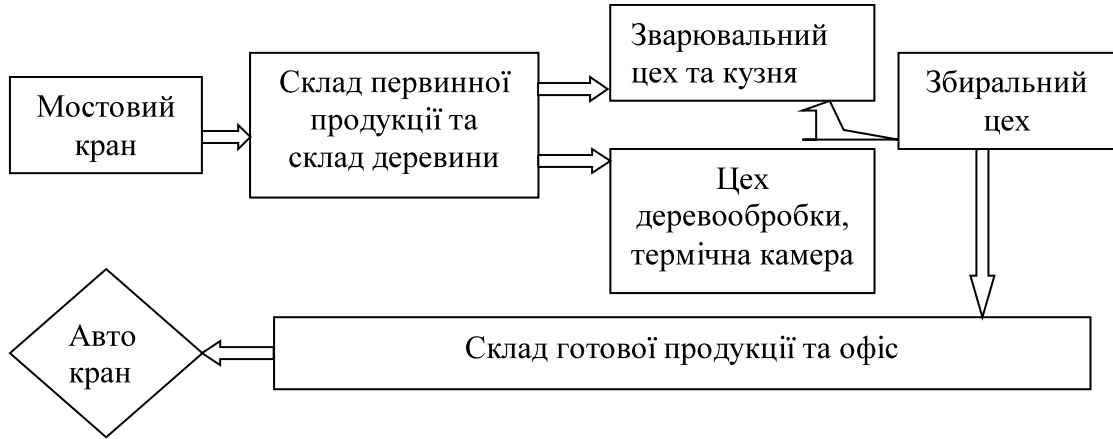 Мостовий
кран
Склад первинної
продукції та
склад деревини
Зварювальний
цех та кузня
Цех
деревообробки,
термічна камера
Збиральний
цех
Авто
кран
Склад готової продукції та офіс